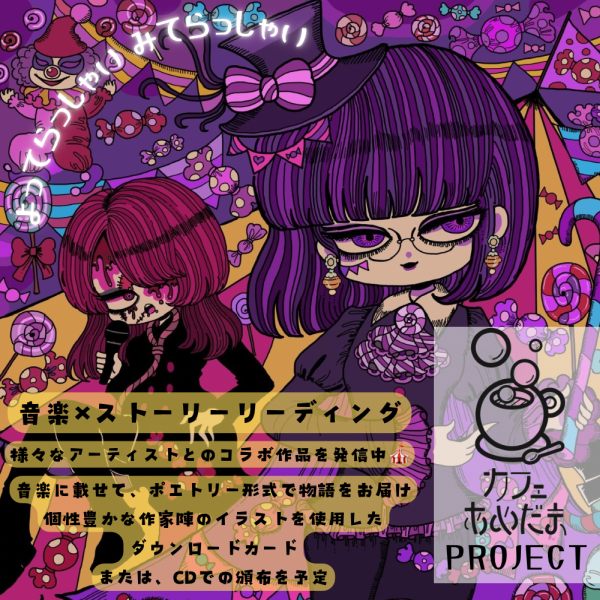 よってらっしゃい みてらっしゃい
音楽×ストーリーリーディング
様々なアーティストとのコラボ作品を発信中🎪
音楽に載せて、ポエトリー形式で物語をお届け
個性豊かな作家陣のイラストを使用した
ダウンロードカード
または、CDでの頒布を予定
カフェ
あめだま
PROJECT